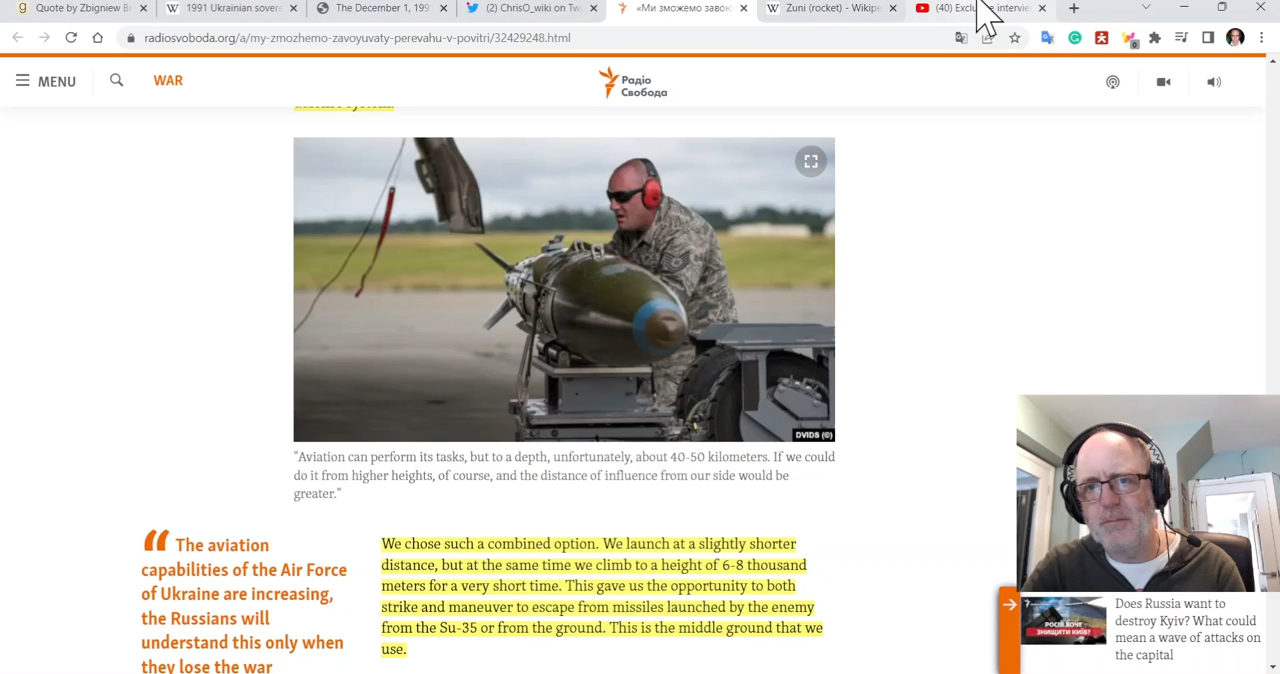 Quote by Zbigniew B
1991 Ukrainian sovere
The December 1, 199
(2) ChrisO_wiki on Tw
«Ми зможемо завою
Zuni (rocket) - Wikipe
(40) Exclu
e intervie
radiosvoboda.org/a/my-zmozhemo-zavoyuvaty-perevahu-v-povitri/32429248.html
MENU
WAR
Радіо
Свобода
DVIDS (©)
"Aviation can perform its tasks, but to a depth, unfortunately, about 40-50 kilometers. If we could
do it from higher heights, of course, and the distance of influence from our side would be
greater."
“ The aviation
capabilities of the Air Force
of Ukraine are increasing,
the Russians will
understand this only when
they lose the war
We chose such a combined option. We launch at a slightly shorter
distance, but at the same time we climb to a height of 6-8 thousand
meters for a very short time. This gave us the opportunity to both
strike and maneuver to escape from missiles launched by the enemy
from the Su-35 or from the ground. This is the middle ground that we
use.
Does Russia want to
destroy Kyiv? What could
mean a wave of attacks on
the capital
РОСІЯ ХОЧЕ
ЗНИЩИТИ КИЇВ?